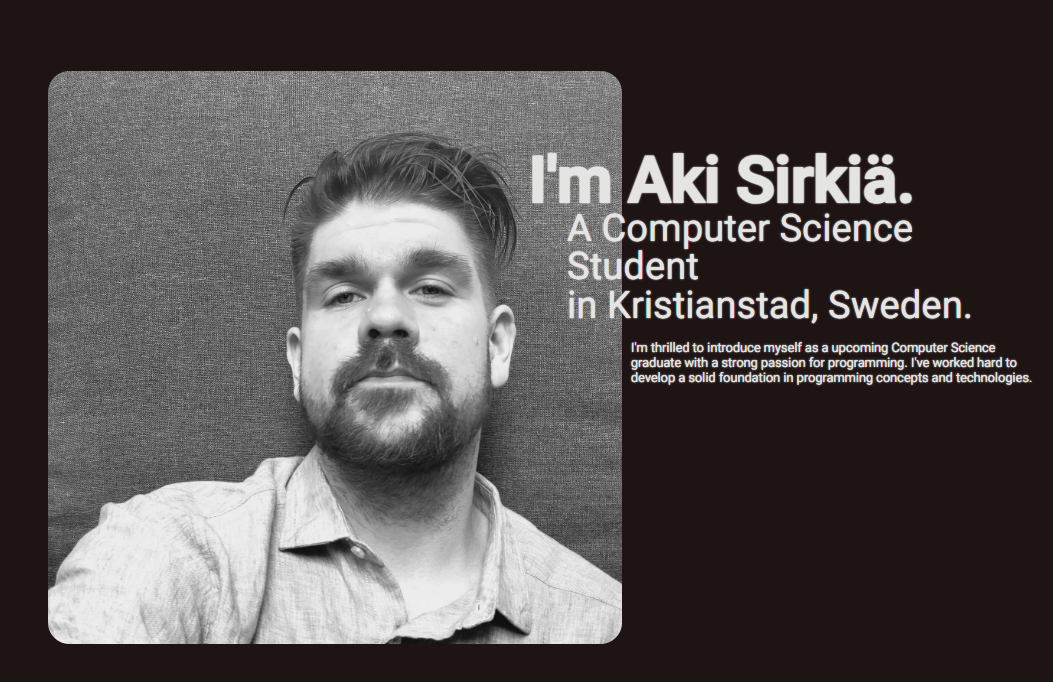 I'm Aki Sirkiä.
A Computer Science
Student
in Kristianstad, Sweden.
I'm thrilled to introduce myself as a upcoming Computer Science
graduate with a strong passion for programming. I've worked hard to
develop a solid foundation in programming concepts and technologies.